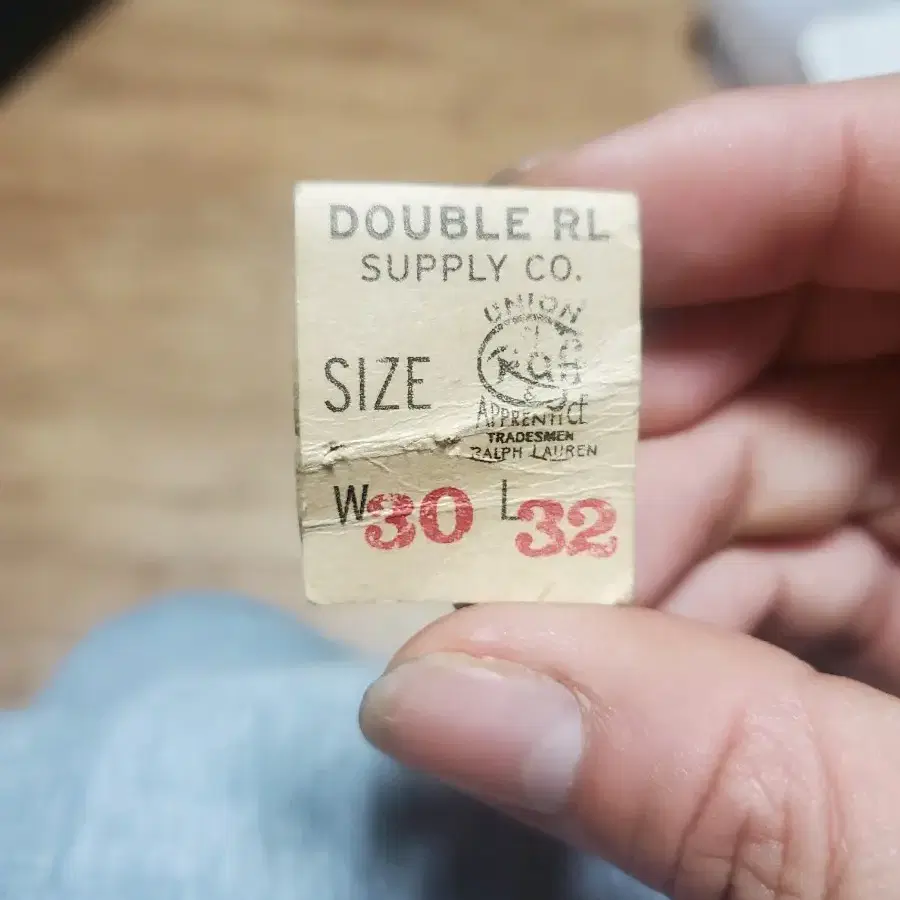 DOUBLE RL
SUPPLY CO.
UNION
SIZE
APPRENTICE
TRADESMEN
RALPH LAUREN
W30 L32